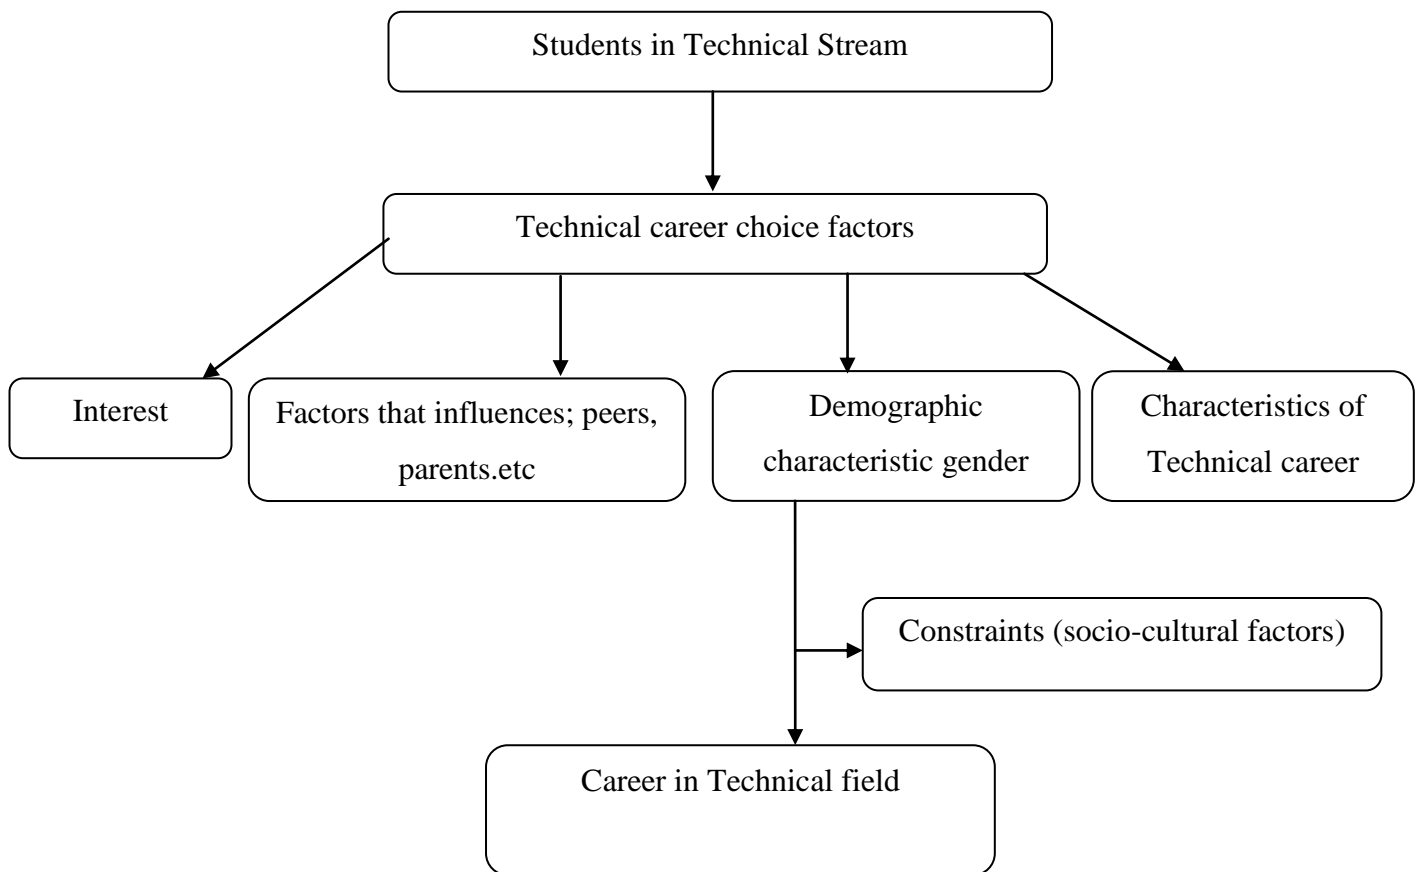 Students in Technical Stream
Technical career choice factors
Interest
Factors that influences; peers,
parents.etc
Demographic
characteristic gender
Characteristics of
Technical career
Constraints (socio-cultural factors)
Career in Technical field